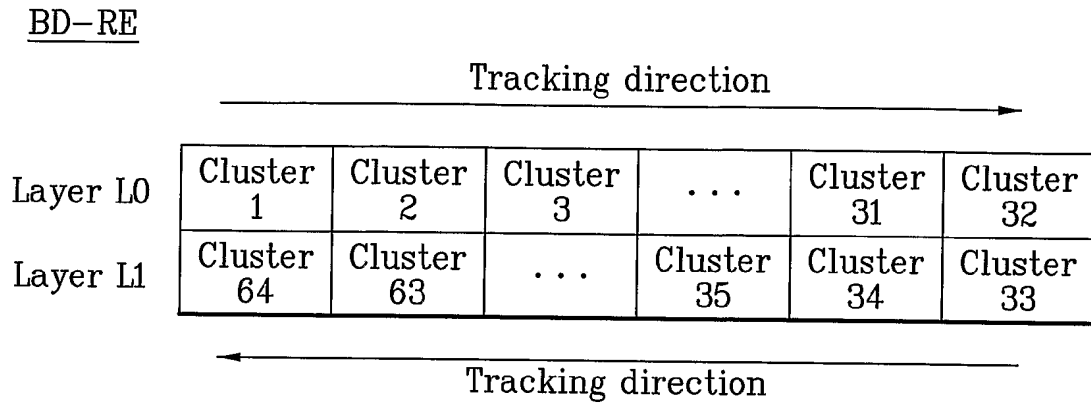 BD-RE
Tracking direction
Layer L0 Cluster 1 Cluster 2 Cluster 3 ... Cluster 31 Cluster 32
Layer L1 Cluster 64 Cluster 63 ... Cluster 35 Cluster 34 Cluster 33
Tracking direction